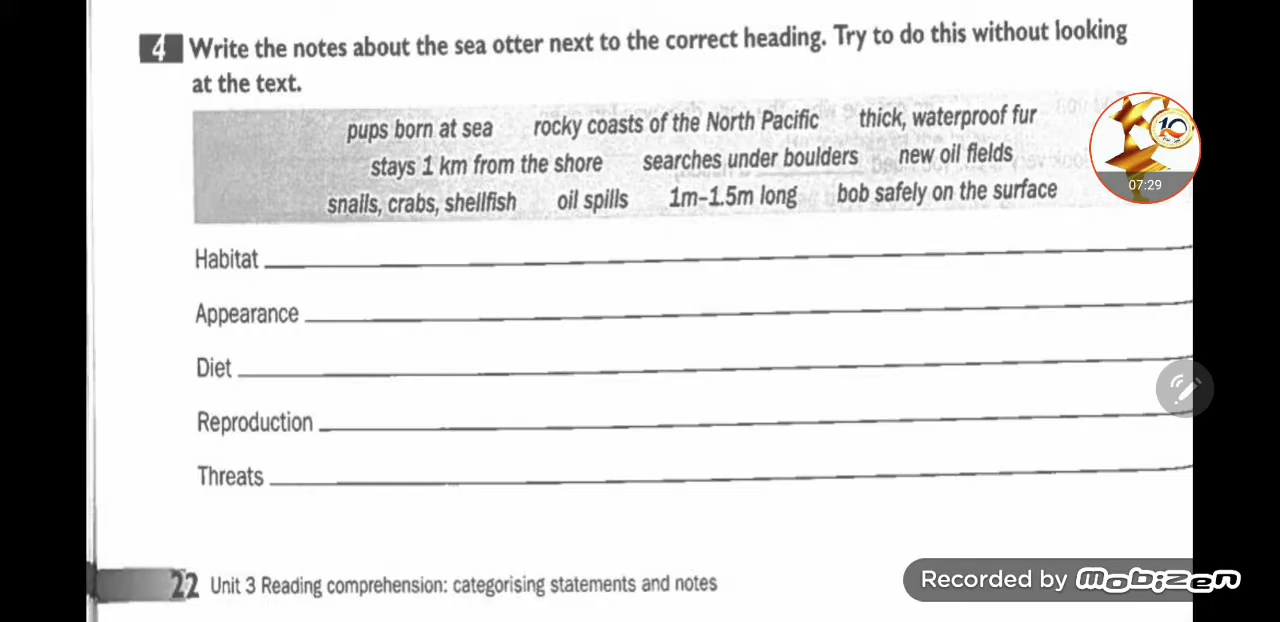 4 Write the notes about the sea otter next to the correct heading. Try to do this without looking
at the text.
pups born at sea rocky coasts of the North Pacific thick, waterproof fur
stays 1 km from the shore searches under boulders new oil fields
snails, crabs, shellfish oil spills 1m–1.5m long bob safely on the surface
10
07:29
Habitat
Appearance
Diet
Reproduction
Threats
22 Unit 3 Reading comprehension: categorising statements and notes
Recorded by Mobizen